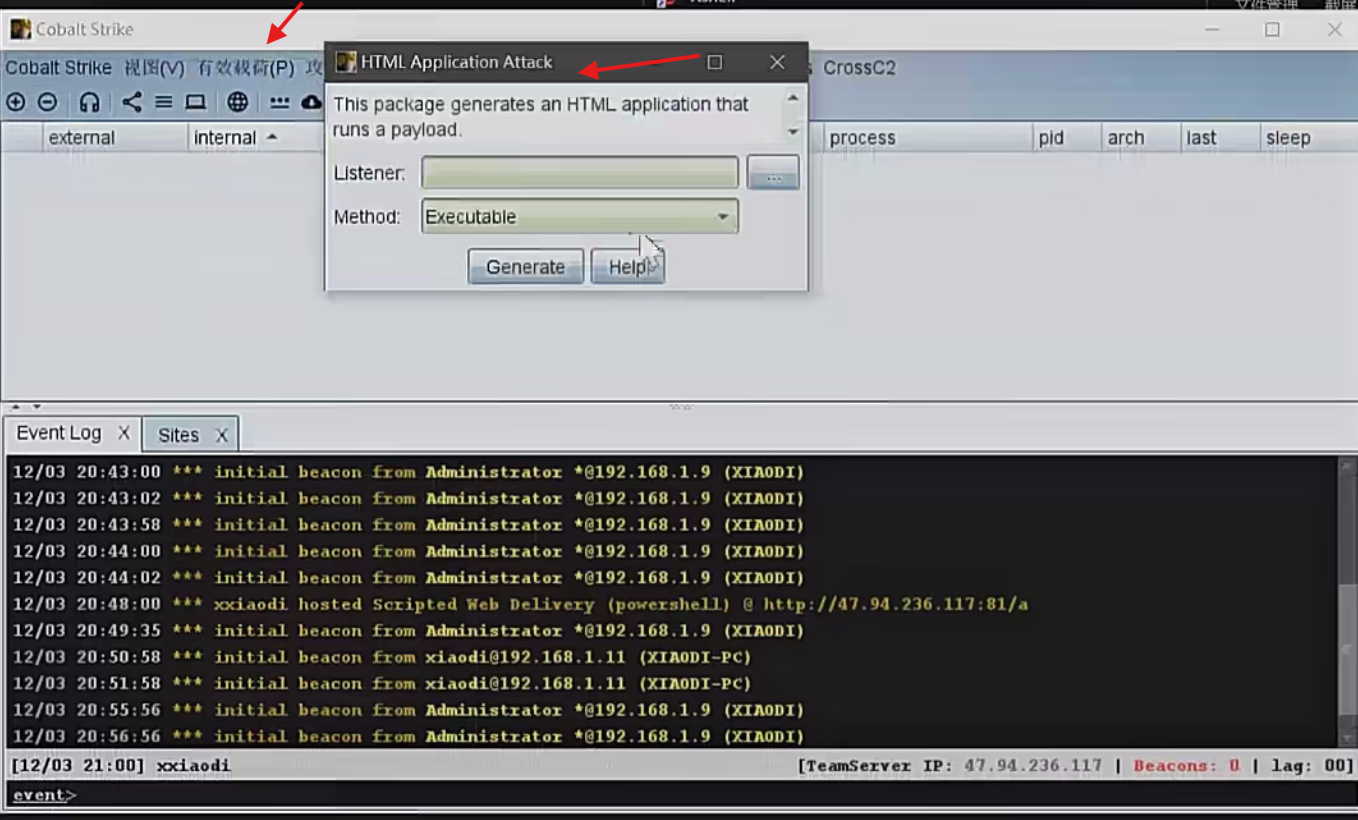 文件管理 截屏
Cobalt Strike
Cobalt Strike 视图(V) 有效载荷(P) 攻 CrossC2
HTML Application Attack
This package generates an HTML application that
runs a payload.
external internal process pid arch last sleep
Listener: ...
Method: Executable
Generate Help
Event Log X Sites X
12/03 20:43:00 *** initial beacon from Administrator *@192.168.1.9 (XIAODI)
12/03 20:43:02 *** initial beacon from Administrator *@192.168.1.9 (XIAODI)
12/03 20:43:58 *** initial beacon from Administrator *@192.168.1.9 (XIAODI)
12/03 20:44:00 *** initial beacon from Administrator *@192.168.1.9 (XIAODI)
12/03 20:44:02 *** initial beacon from Administrator *@192.168.1.9 (XIAODI)
12/03 20:48:00 *** xxiaodi hosted Scripted Web Delivery (powershell) @ http://47.94.236.117:81/a
12/03 20:49:35 *** initial beacon from Administrator *@192.168.1.9 (XIAODI)
12/03 20:50:58 *** initial beacon from xiaodi@192.168.1.11 (XIAODI-PC)
12/03 20:51:58 *** initial beacon from xiaodi@192.168.1.11 (XIAODI-PC)
12/03 20:55:56 *** initial beacon from Administrator *@192.168.1.9 (XIAODI)
12/03 20:56:56 *** initial beacon from Administrator *@192.168.1.9 (XIAODI)
[12/03 21:00] xxiaodi [TeamServer IP: 47.94.236.117 | Beacons: 0 | lag: 00]
event>